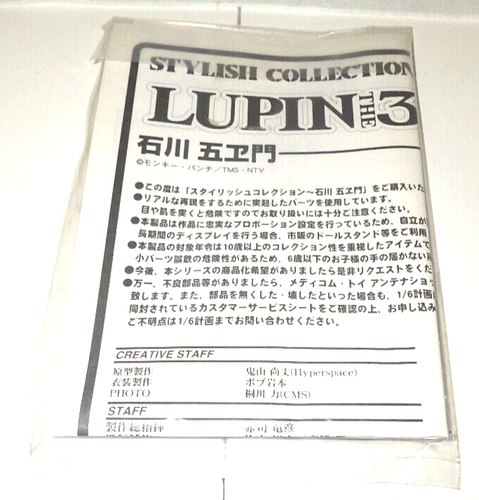 STYLISH COLLECTION
LUPIN THE 3
石川 五ヱ門
©モンキー・パンチ／TMS・NTV
●この度は「スタイリッシュコレクション〜石川 五ヱ門」をご購入いた
●リアルな再現をするために突起したパーツを使用しています。
目や肌を突くと危険ですのでお取り扱いには十分ご注意ください。
●本製品は作品に忠実なプロポーション設定を行っているため、自立が
長期間のディスプレイを行う場合、市販のドールスタンド等をご利用
●本製品の対象年令は10歳以上のコレクション性を重視したアイテムで
小パーツ誤飲の危険性があるため、6歳以下のお子様の手の届かない所
●今後、本シリーズの商品化希望がありましたら是非リクエストをくだ
●万一、不良部品等がありましたら、メディコム・トイ アンテナショッ
致します。また、部品を無くした・壊したといった場合も、1/6計画
同封されているカスタマーサービスシートをご確認の上、お申し込み
ご不明点は1/6計画までお問い合わせください。
CREATIVE STAFF
原型製作 鬼山 尚丈(Hyperspace)
衣装製作 ボブ岩本
PHOTO 桐川 力(CMS)
STAFF
製作総指揮 赤司 竜彦